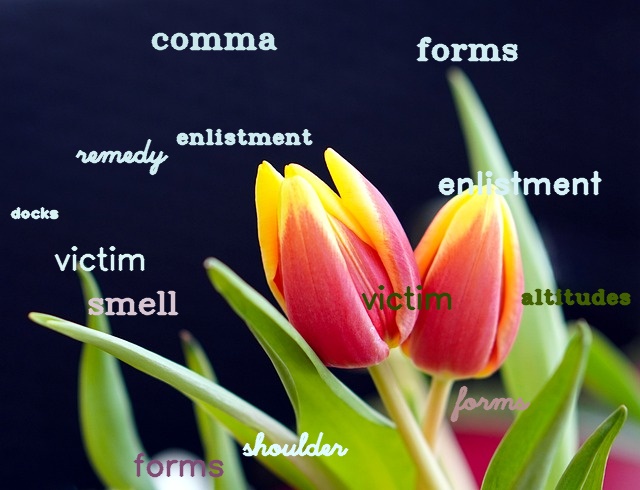 comma
forms
enlistment
remedy
enlistment
docks
victim
smell
victim
altitudes
forms
shoulder
forms